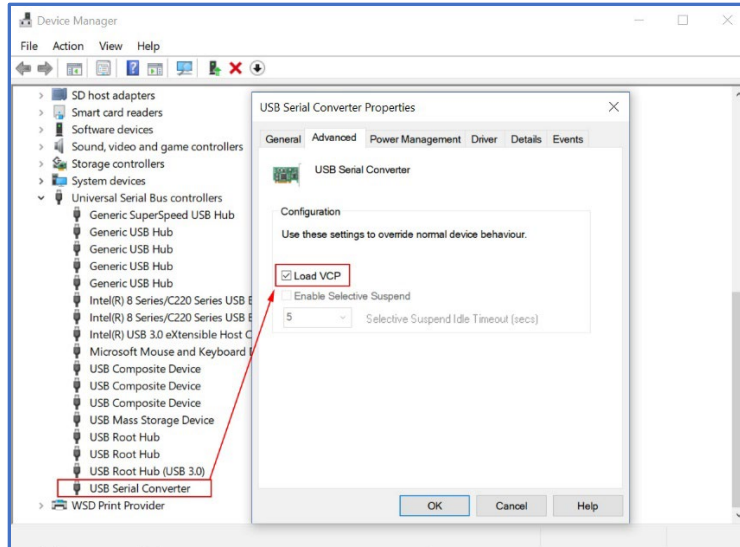 Device Manager
File Action View Help
SD host adapters
Smart card readers
Software devices
Sound, video and game controllers
Storage controllers
System devices
Universal Serial Bus controllers
Generic SuperSpeed USB Hub
Generic USB Hub
Generic USB Hub
Generic USB Hub
Generic USB Hub
Intel(R) 8 Series/C220 Series USB E
Intel(R) 8 Series/C220 Series USB E
Intel(R) USB 3.0 eXtensible Host C
Microsoft Mouse and Keyboard
USB Composite Device
USB Composite Device
USB Composite Device
USB Mass Storage Device
USB Root Hub
USB Root Hub
USB Root Hub (USB 3.0)
USB Serial Converter
WSD Print Provider
USB Serial Converter Properties
General Advanced Power Management Driver Details Events
USB Serial Converter
Configuration
Use these settings to override normal device behaviour.
Load VCP
Enable Selective Suspend
5 Selective Suspend Idle Timeout (secs)
OK Cancel Help